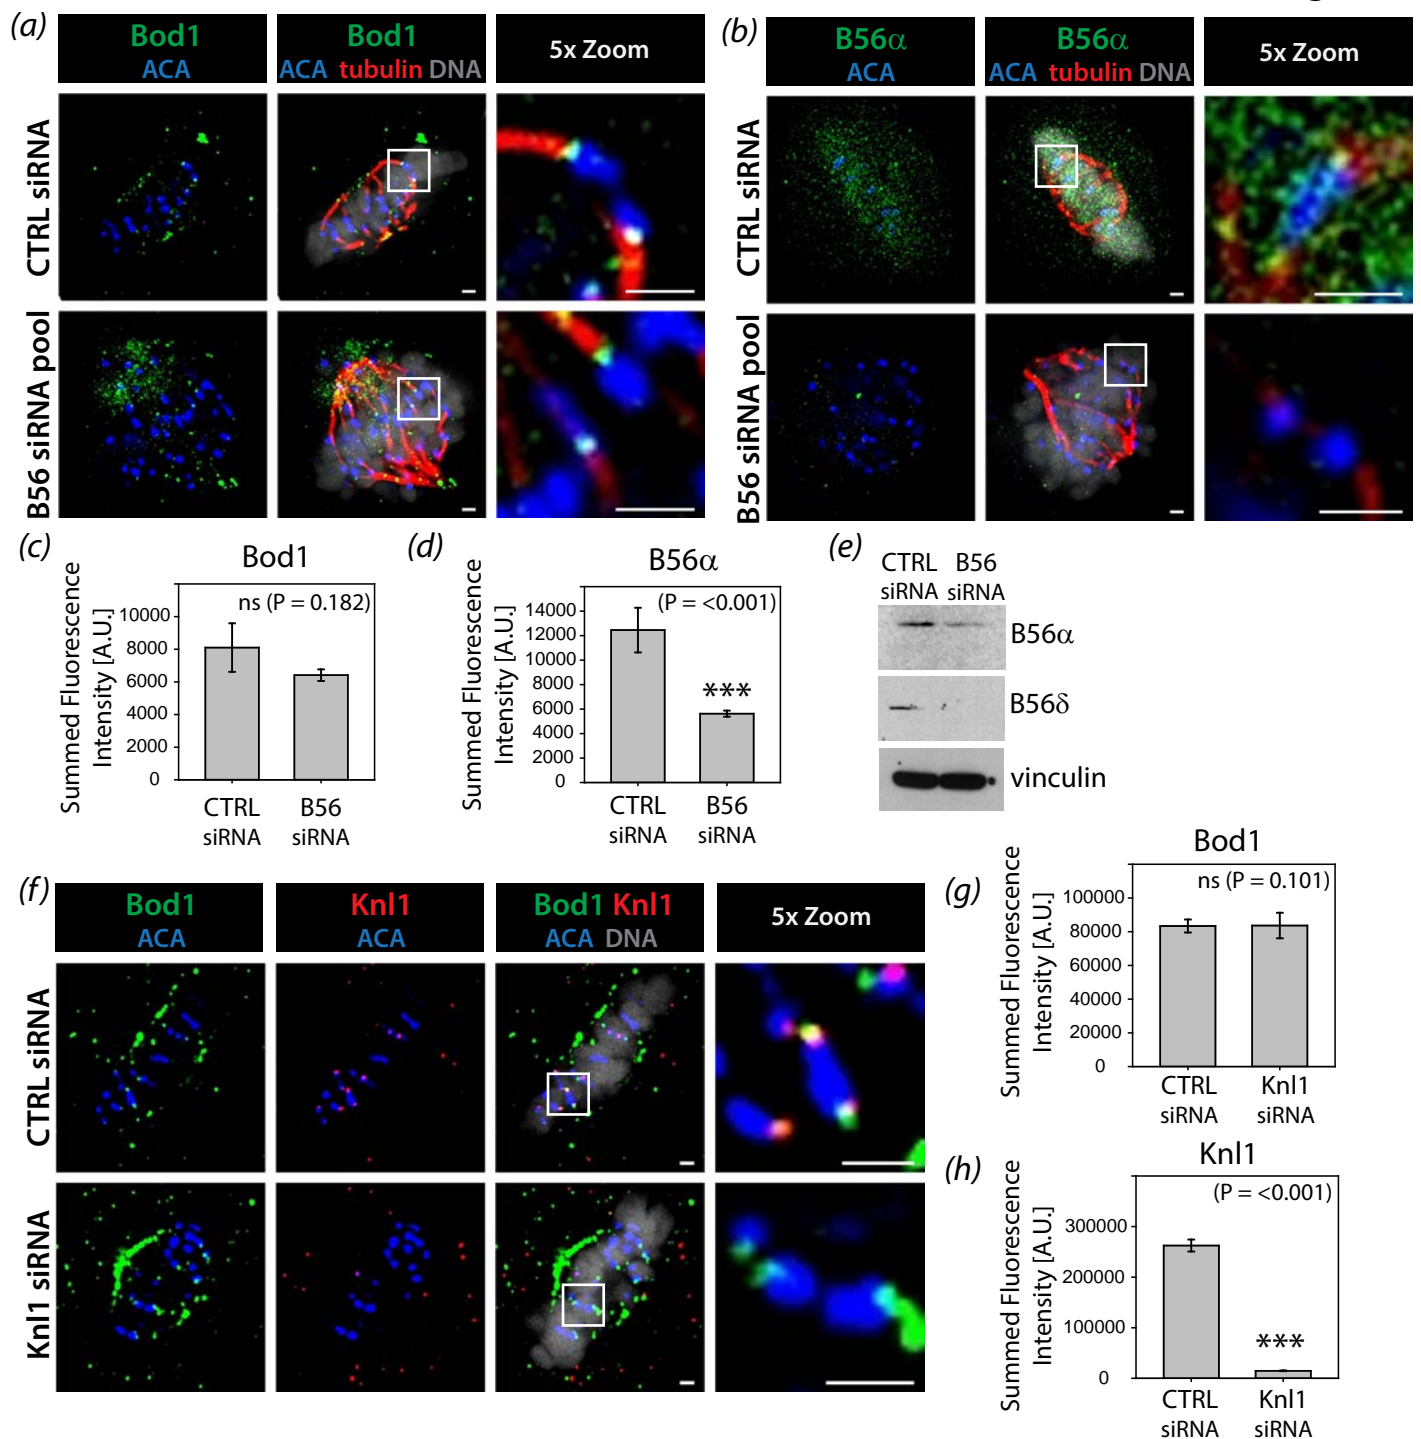 (a)
Bod1
ACA
Bod1
ACA tubulin DNA
5x Zoom
CTRL siRNA
B56 siRNA pool
(b)
B56α
ACA
B56α
ACA tubulin DNA
5x Zoom
CTRL siRNA
B56 siRNA pool
(c)
Bod1
Summed Fluorescence
Intensity [A.U.]
ns (P = 0.182)
10000
8000
6000
4000
2000
0
CTRL
siRNA
B56
siRNA
(d)
B56α
Summed Fluorescence
Intensity [A.U.]
(P = <0.001)
14000
12000
10000
8000
6000
4000
2000
0
***
CTRL
siRNA
B56
siRNA
(e)
CTRL
siRNA
B56
siRNA
B56α
B56δ
vinculin
(f)
Bod1
ACA
Knl1
ACA
Bod1 Knl1
ACA DNA
5x Zoom
CTRL siRNA
Knl1 siRNA
(g)
Bod1
Summed Fluorescence
Intensity [A.U.]
ns (P = 0.101)
100000
80000
60000
40000
20000
0
CTRL
siRNA
Knl1
siRNA
(h)
Knl1
Summed Fluorescence
Intensity [A.U.]
(P = <0.001)
300000
200000
100000
0
***
CTRL
siRNA
Knl1
siRNA